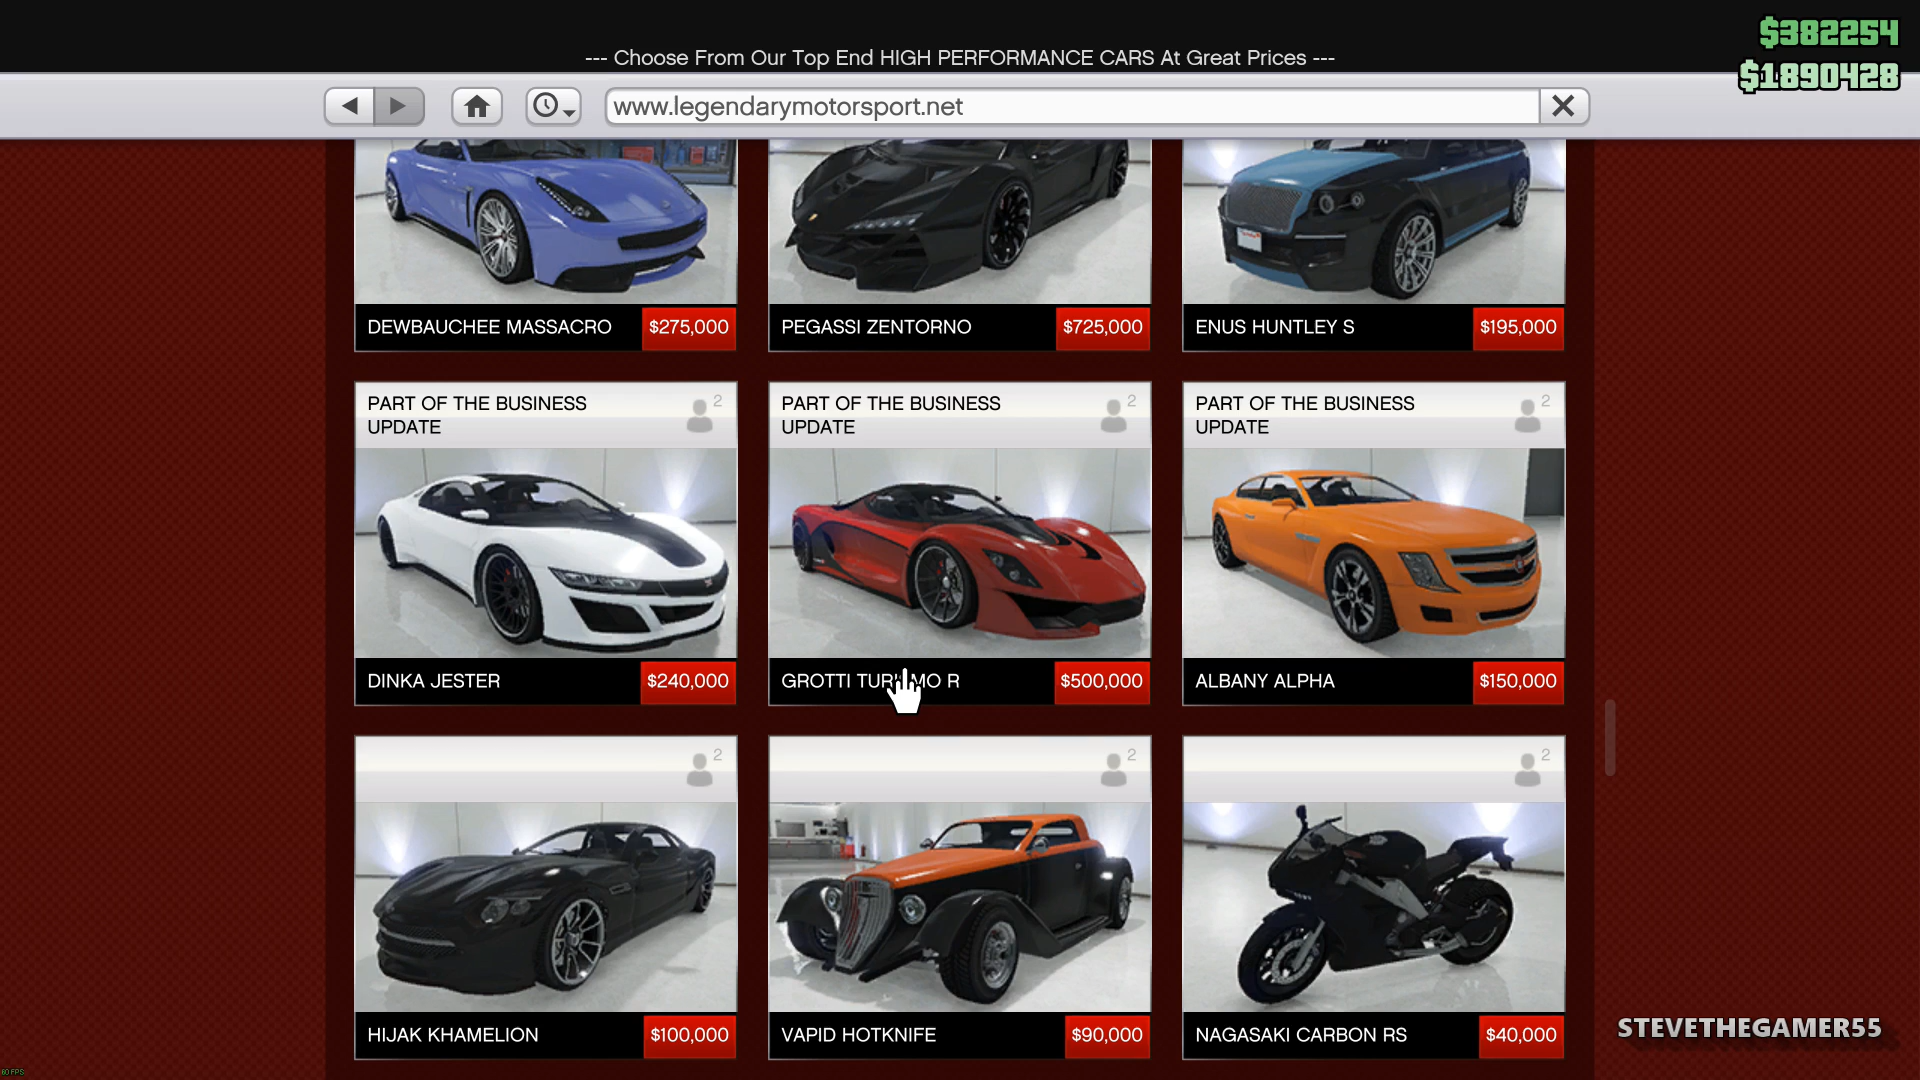 $382254
--- Choose From Our Top End HIGH PERFORMANCE CARS At Great Prices ---
$1890428
www.legendarymotorsport.net
DEWBAUCHEE MASSACRO $275,000
PEGASSI ZENTORNO $725,000
ENUS HUNTLEY S $195,000
PART OF THE BUSINESS
UPDATE
2
PART OF THE BUSINESS
UPDATE
2
PART OF THE BUSINESS
UPDATE
2
DINKA JESTER $240,000
GROTTI TURISMO R $500,000
ALBANY ALPHA $150,000
2
2
2
HIJAK KHAMELION $100,000
VAPID HOTKNIFE $90,000
NAGASAKI CARBON RS $40,000
STEVETHEGAMER55
60 FPS